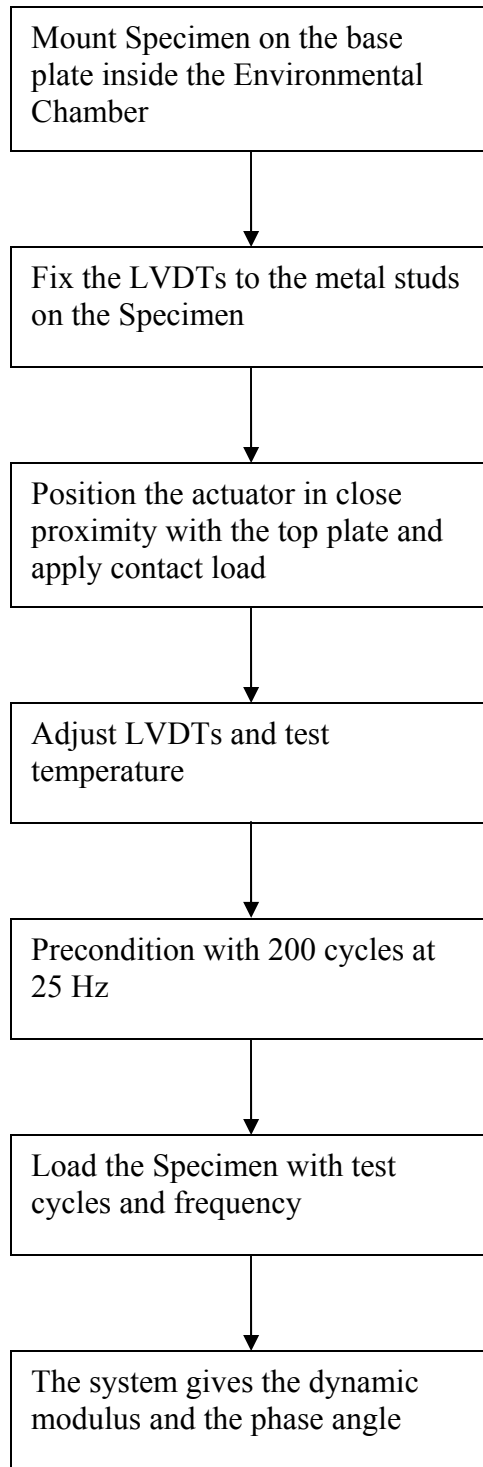 Mount Specimen on the base
plate inside the Environmental
Chamber
Fix the LVDTs to the metal studs
on the Specimen
Position the actuator in close
proximity with the top plate and
apply contact load
Adjust LVDTs and test
temperature
Precondition with 200 cycles at
25 Hz
Load the Specimen with test
cycles and frequency
The system gives the dynamic
modulus and the phase angle